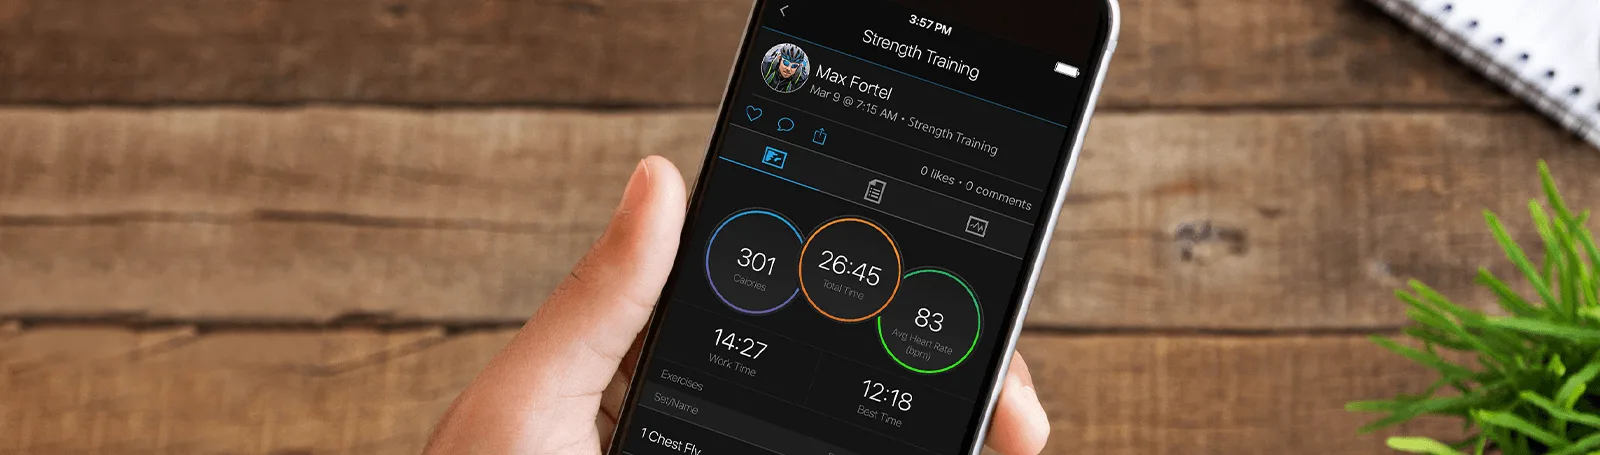 3:57 PM
Strength Training
Max Fortel
Mar 9 @ 7:15 AM • Strength Training
0 likes • 0 comments
301
Calories
26:45
Total Time
83
Avg Heart Rate
(bpm)
14:27
Work Time
12:18
Best Time
Exercises
Set/Name
1 Chest Fly